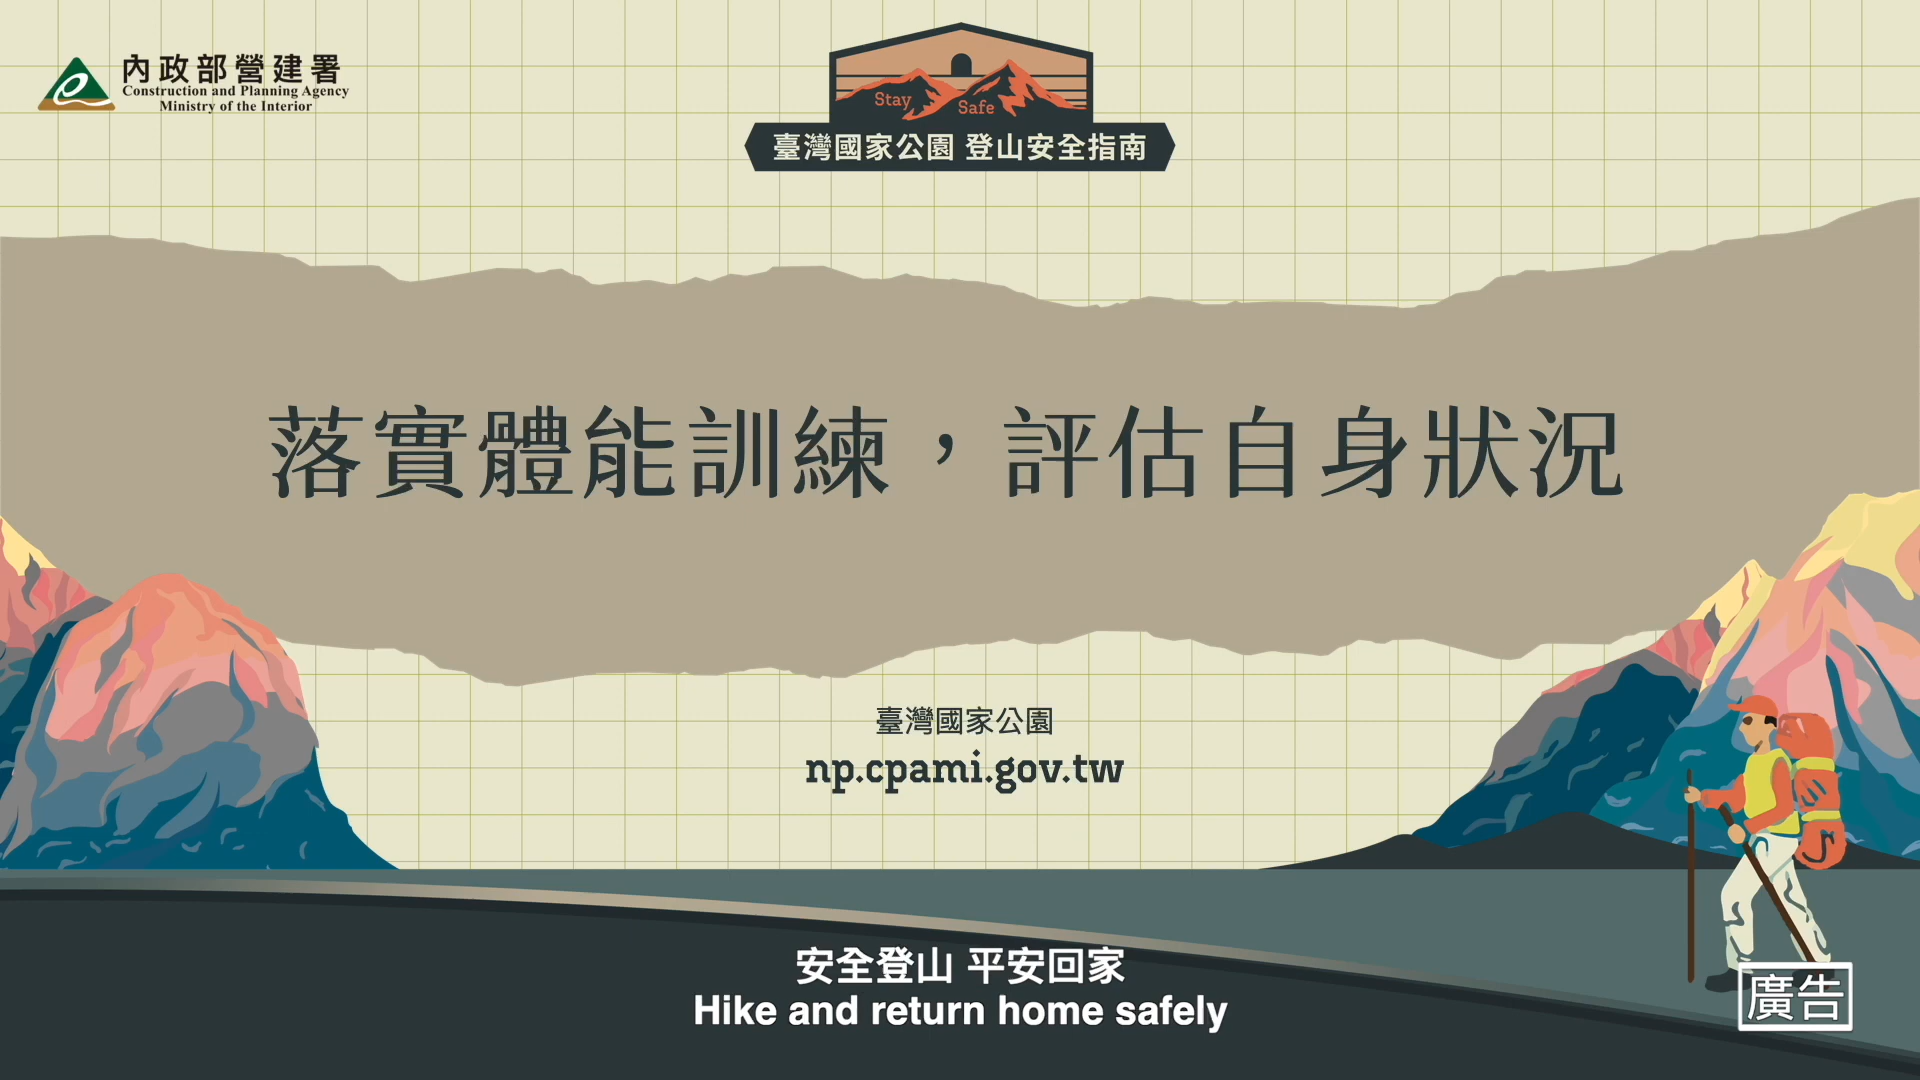 內政部營建署
Construction and Planning Agency
Ministry of the Interior
Stay Safe
臺灣國家公園 登山安全指南
落實體能訓練，評估自身狀況
臺灣國家公園
np.cpami.gov.tw
安全登山 平安回家
Hike and return home safely
廣告